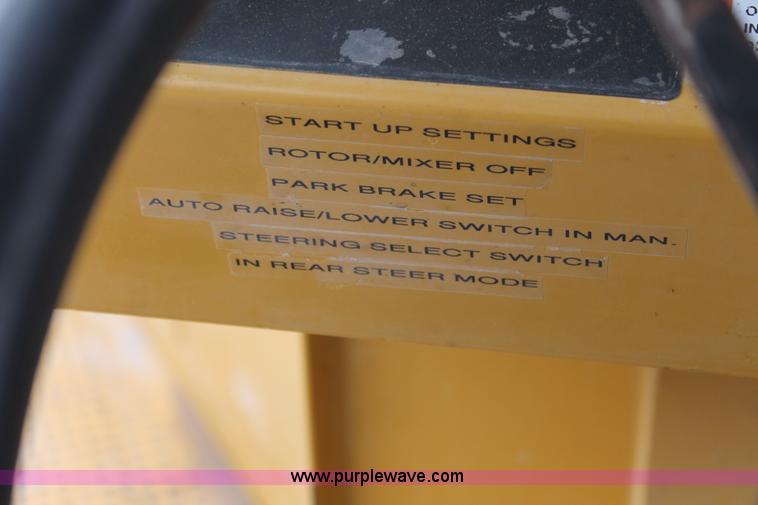 START UP SETTINGS
ROTOR/MIXER OFF
PARK BRAKE SET
AUTO RAISE/LOWER SWITCH IN MAN.
STEERING SELECT SWITCH
IN REAR STEER MODE
www.purplewave.com